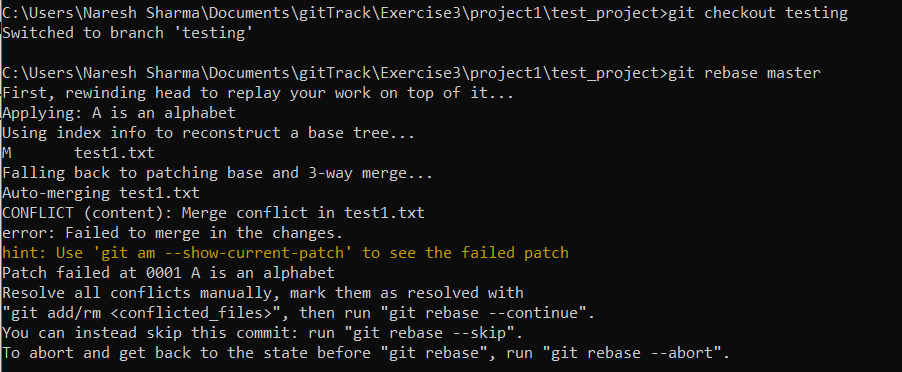 C:\Users\Naresh Sharma\Documents\gitTrack\Exercise3\project1\test_project>git checkout testing
Switched to branch 'testing'
C:\Users\Naresh Sharma\Documents\gitTrack\Exercise3\project1\test_project>git rebase master
First, rewinding head to replay your work on top of it...
Applying: A is an alphabet
Using index info to reconstruct a base tree...
M       test1.txt
Falling back to patching base and 3-way merge...
Auto-merging test1.txt
CONFLICT (content): Merge conflict in test1.txt
error: Failed to merge in the changes.
hint: Use 'git am --show-current-patch' to see the failed patch
Patch failed at 0001 A is an alphabet
Resolve all conflicts manually, mark them as resolved with
"git add/rm <conflicted_files>", then run "git rebase --continue".
You can instead skip this commit: run "git rebase --skip".
To abort and get back to the state before "git rebase", run "git rebase --abort".